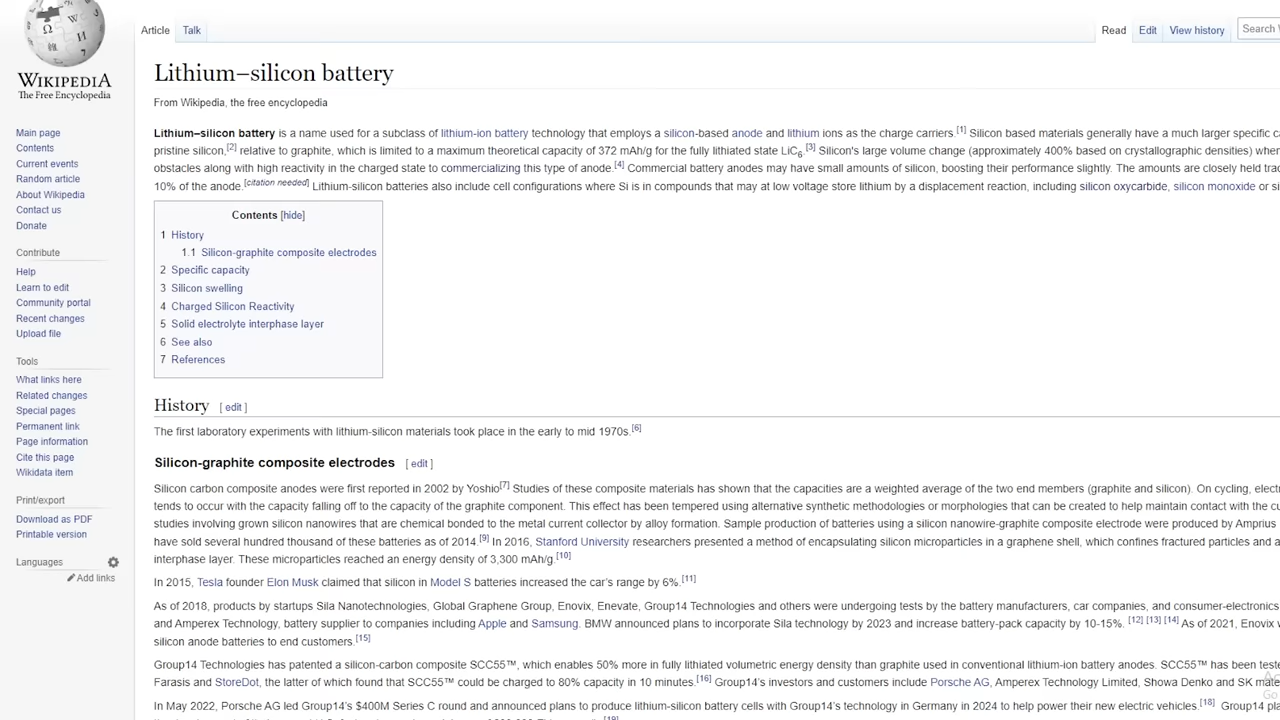 Article Talk Read Edit View history Search W
WIKIPEDIA
The Free Encyclopedia
Main page
Contents
Current events
Random article
About Wikipedia
Contact us
Donate
Contribute
Help
Learn to edit
Community portal
Recent changes
Upload file
Tools
What links here
Related changes
Special pages
Permanent link
Page information
Cite this page
Wikidata item
Print/export
Download as PDF
Printable version
Languages
Add links
Lithium–silicon battery
From Wikipedia, the free encyclopedia
Lithium–silicon battery is a name used for a subclass of lithium-ion battery technology that employs a silicon-based anode and lithium ions as the charge carriers.[1] Silicon based materials generally have a much larger specific ca
pristine silicon,[2] relative to graphite, which is limited to a maximum theoretical capacity of 372 mAh/g for the fully lithiated state LiC6.[3] Silicon's large volume change (approximately 400% based on crystallographic densities) when
obstacles along with high reactivity in the charged state to commercializing this type of anode.[4] Commercial battery anodes may have small amounts of silicon, boosting their performance slightly. The amounts are closely held trad
10% of the anode.[citation needed] Lithium-silicon batteries also include cell configurations where Si is in compounds that may at low voltage store lithium by a displacement reaction, including silicon oxycarbide, silicon monoxide or si
Contents [hide]
1 History
1.1 Silicon-graphite composite electrodes
2 Specific capacity
3 Silicon swelling
4 Charged Silicon Reactivity
5 Solid electrolyte interphase layer
6 See also
7 References
History [ edit ]
The first laboratory experiments with lithium-silicon materials took place in the early to mid 1970s.[6]
Silicon-graphite composite electrodes [ edit ]
Silicon carbon composite anodes were first reported in 2002 by Yoshio[7] Studies of these composite materials has shown that the capacities are a weighted average of the two end members (graphite and silicon). On cycling, electr
tends to occur with the capacity falling off to the capacity of the graphite component. This effect has been tempered using alternative synthetic methodologies or morphologies that can be created to help maintain contact with the cu
studies involving grown silicon nanowires that are chemical bonded to the metal current collector by alloy formation. Sample production of batteries using a silicon nanowire-graphite composite electrode were produced by Amprius
have sold several hundred thousand of these batteries as of 2014.[9] In 2016, Stanford University researchers presented a method of encapsulating silicon microparticles in a graphene shell, which confines fractured particles and a
interphase layer. These microparticles reached an energy density of 3,300 mAh/g.[10]
In 2015, Tesla founder Elon Musk claimed that silicon in Model S batteries increased the car's range by 6%.[11]
As of 2018, products by startups Sila Nanotechnologies, Global Graphene Group, Enovix, Enevate, Group14 Technologies and others were undergoing tests by the battery manufacturers, car companies, and consumer-electronics
and Amperex Technology, battery supplier to companies including Apple and Samsung. BMW announced plans to incorporate Sila technology by 2023 and increase battery-pack capacity by 10-15%. [12] [13] [14] As of 2021, Enovix w
silicon anode batteries to end customers.[15]
Group14 Technologies has patented a silicon-carbon composite SCC55™, which enables 50% more in fully lithiated volumetric energy density than graphite used in conventional lithium-ion battery anodes. SCC55™ has been teste
Farasis and StoreDot, the latter of which found that SCC55™ could be charged to 80% capacity in 10 minutes.[16] Group14's investors and customers include Porsche AG, Amperex Technology Limited, Showa Denko and SK mate
In May 2022, Porsche AG led Group14's $400M Series C round and announced plans to produce lithium-silicon battery cells with Group14's technology in Germany in 2024 to help power their new electric vehicles.[18] Group14 pla